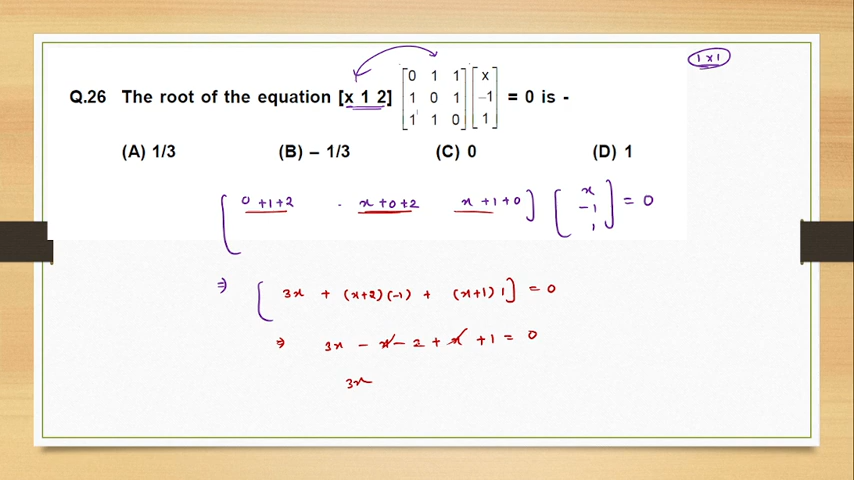 1 x 1
Q.26 The root of the equation [x 1 2] [0 1 1; 1 0 1; 1 1 0] [x; –1; 1] = 0 is -
(A) 1/3 (B) – 1/3 (C) 0 (D) 1
[ 0+1+2 x+0+2 x+1+0 ] [ x; -1; 1 ] = 0
⇒ [ 3x + (x+2)(-1) + (x+1) 1 ] = 0
⇒ 3x - x - 2 + x + 1 = 0
3x